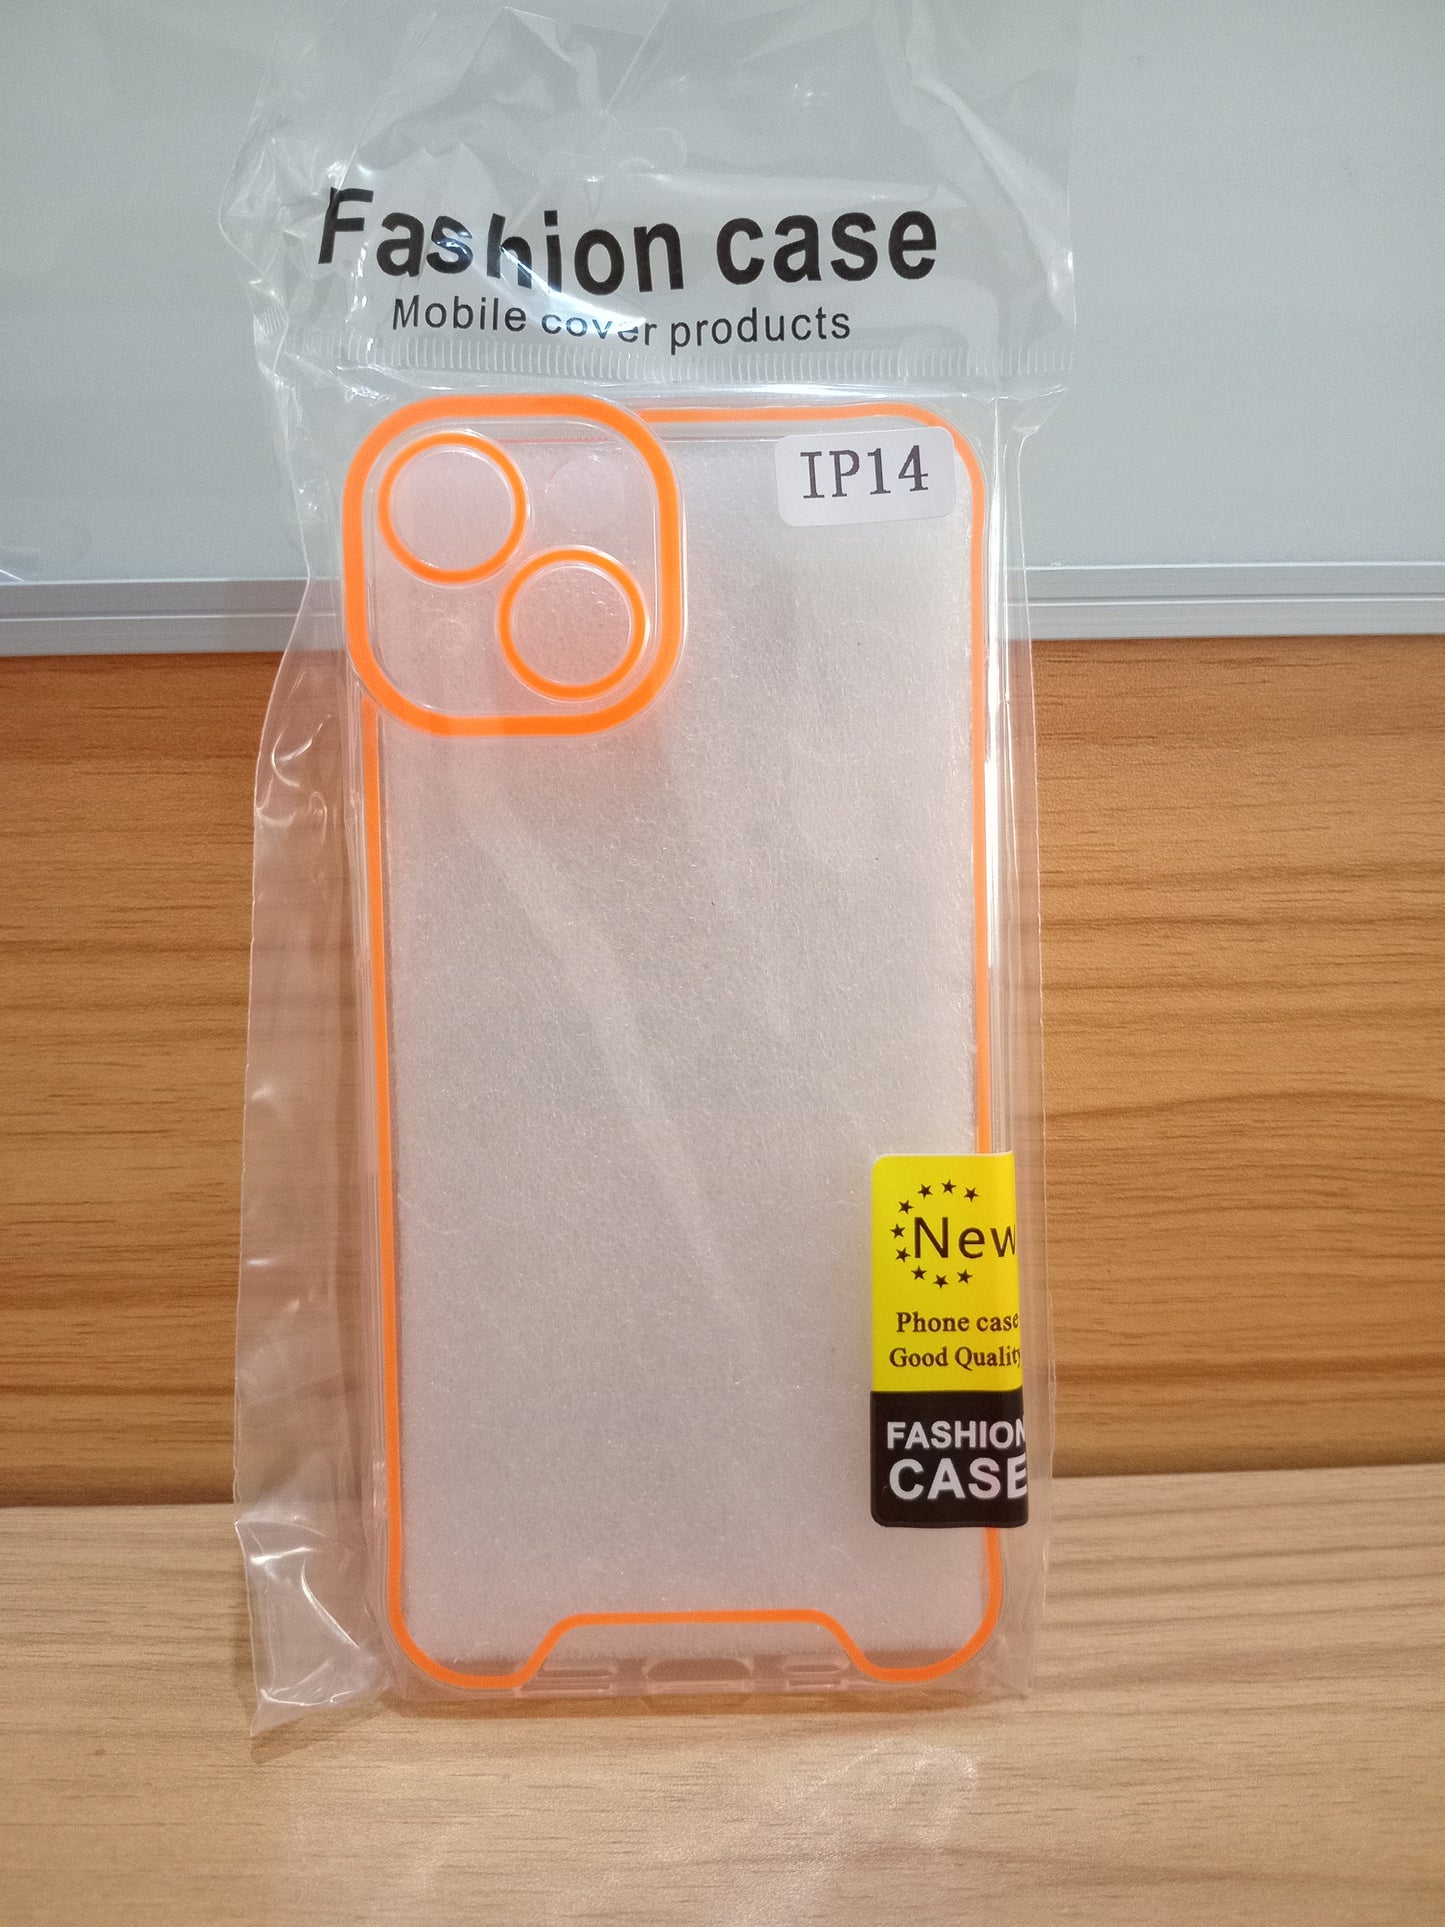 Fashion case
Mobile cover products
IP14
New
Phone case
Good Quality
FASHION
CASE